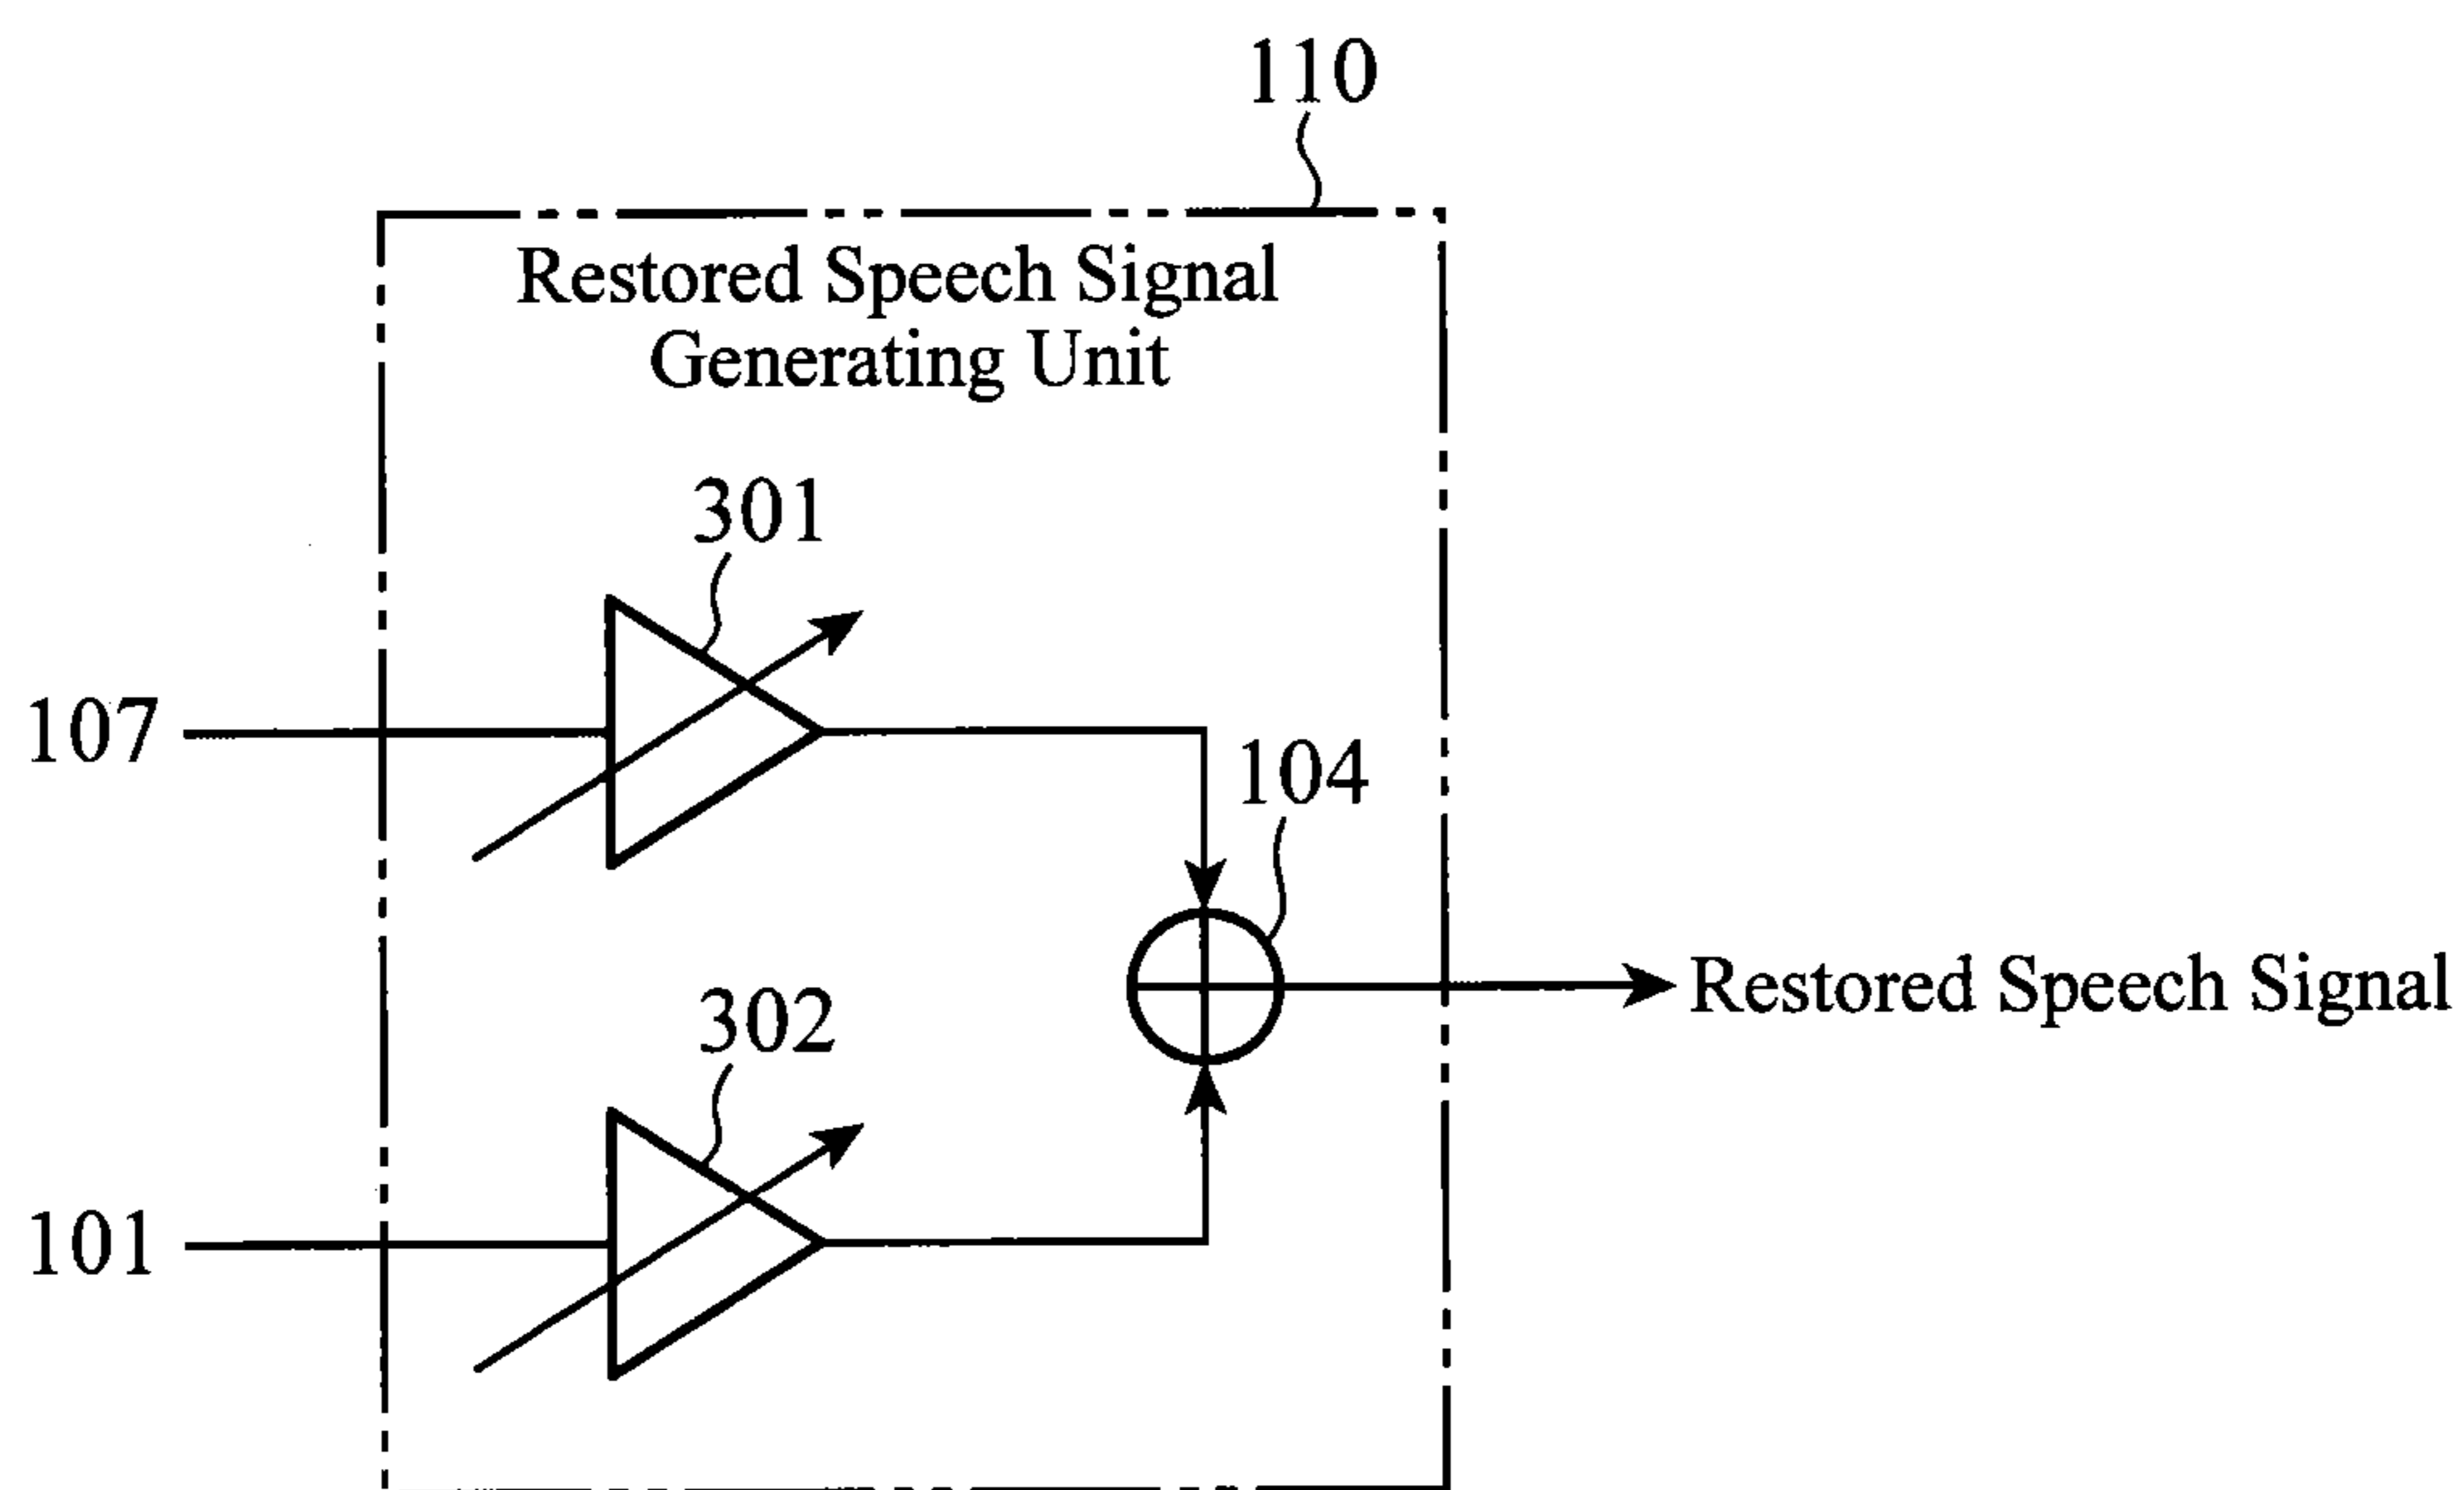 110
Restored Speech Signal
Generating Unit
301
107
104
302
Restored Speech Signal
101